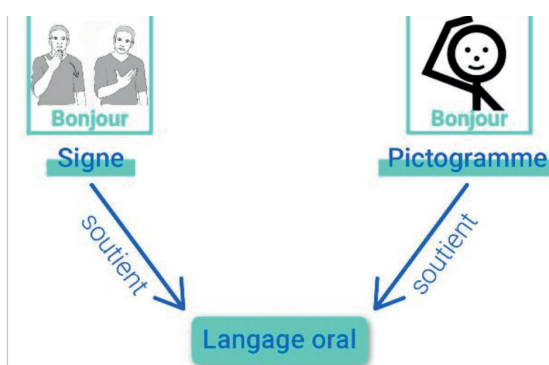 Bonjour
Bonjour
Signe
Pictogramme
soutient
soutient
Langage oral